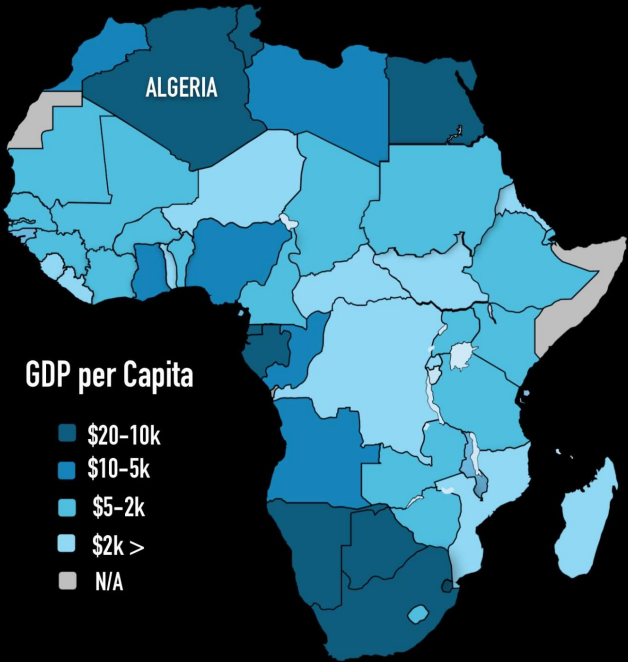 ALGERIA
GDP per Capita
$20-10k
$10-5k
$5-2k
$2k >
N/A